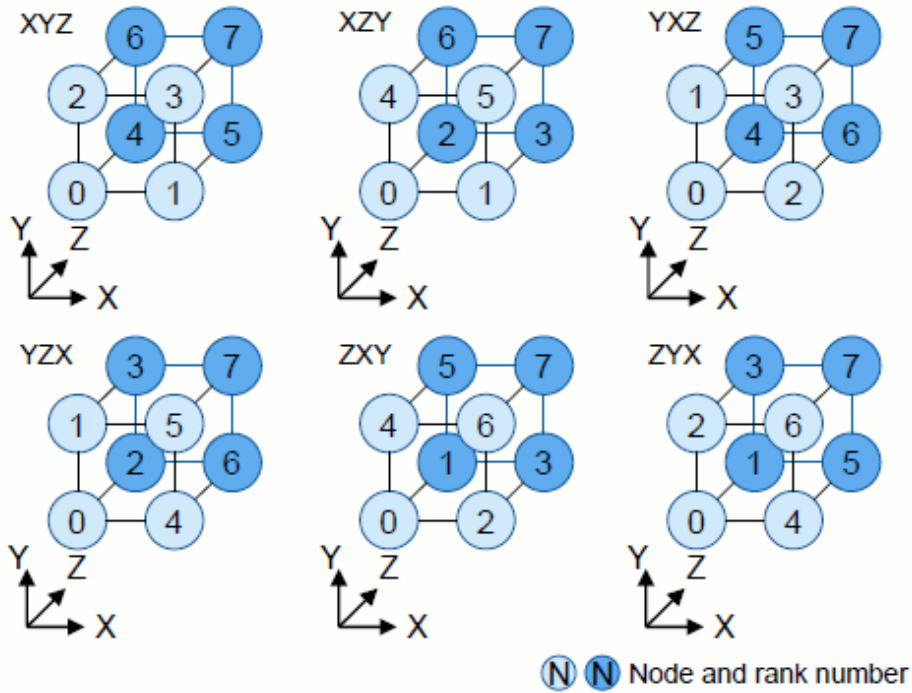 XYZ 6 7 XZY 6 7 YXZ 5 7
2 3 4 5 1 3
4 5 2 3 4 6
0 1 0 1 0 2
Y Z Y Z Y Z
X X X
YZX 3 7 ZXY 5 7 ZYX 3 7
1 5 4 6 2 6
2 6 1 3 1 5
0 4 0 2 0 4
Y Z Y Z Y Z
X X X
N N Node and rank number